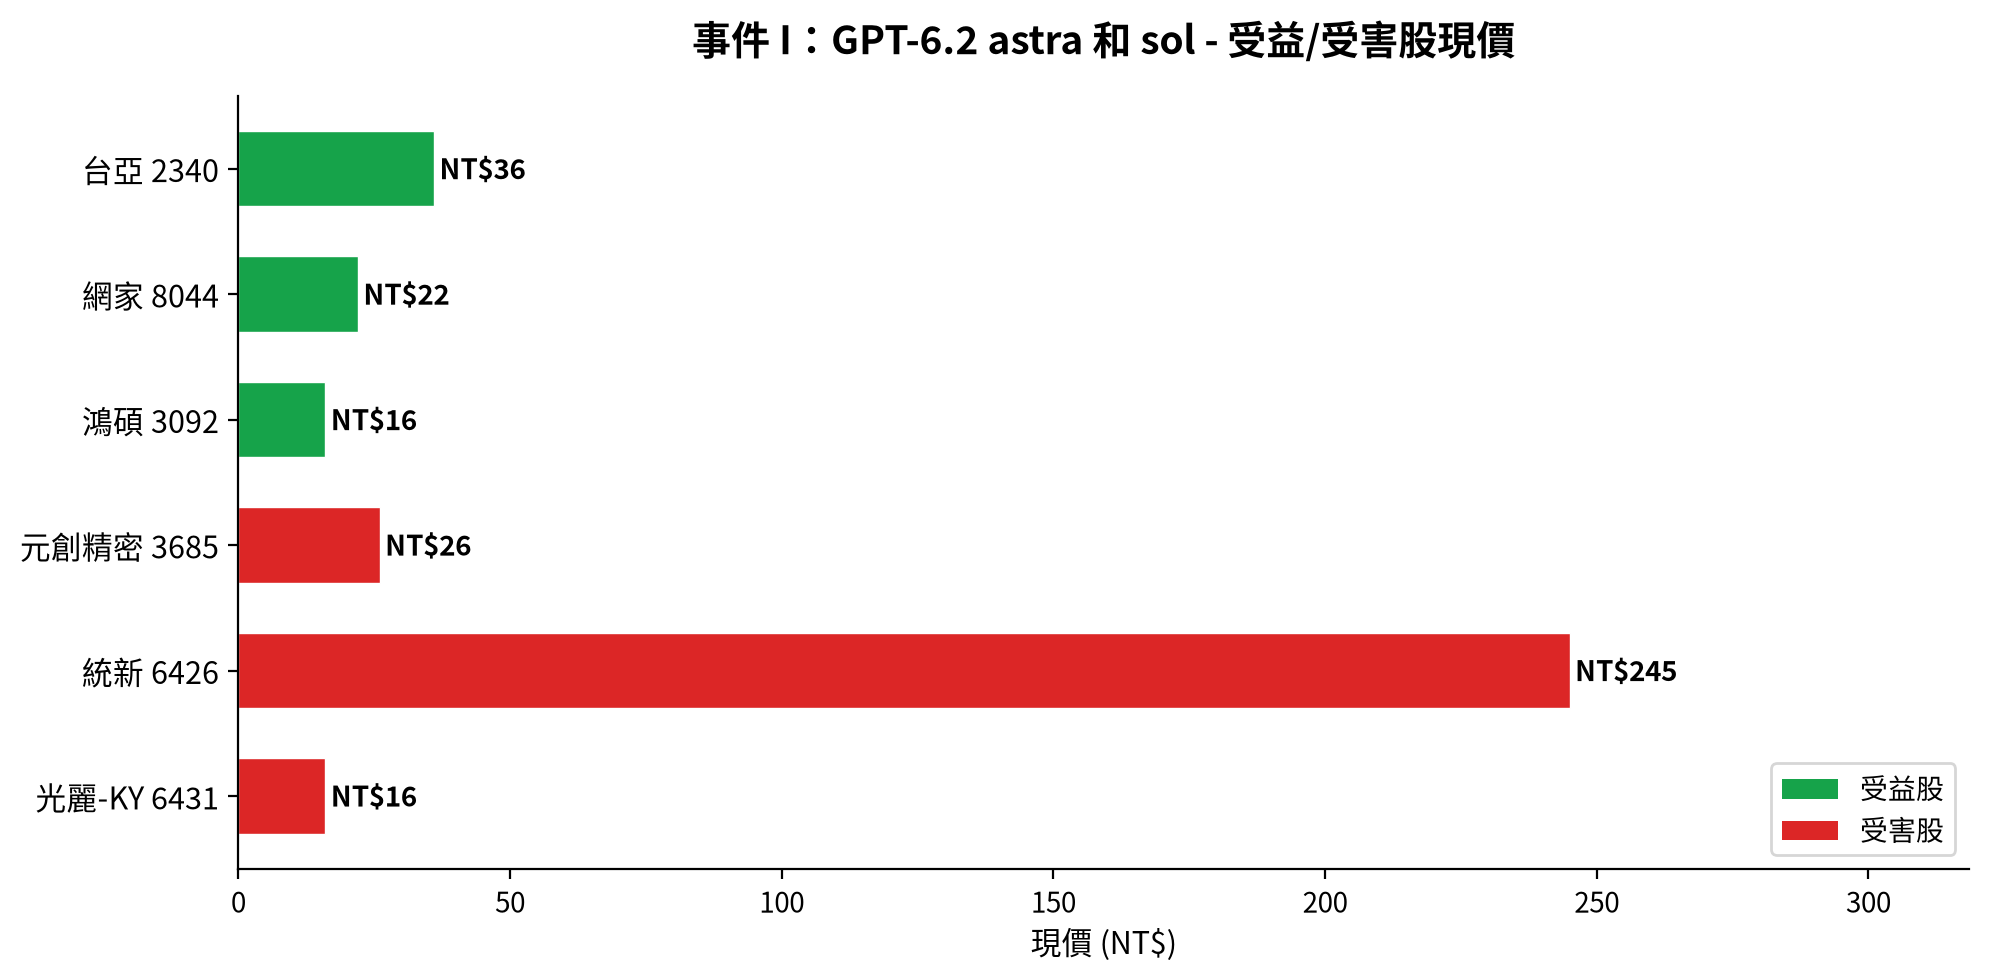 事件 I：GPT-6.2 astra 和 sol - 受益/受害股現價
台亞 2340
NT$36
網家 8044
NT$22
鴻碩 3092
NT$16
元創精密 3685
NT$26
統新 6426
NT$245
光麗-KY 6431
NT$16
受益股
受害股
0 50 100 150 200 250 300
現價 (NT$)